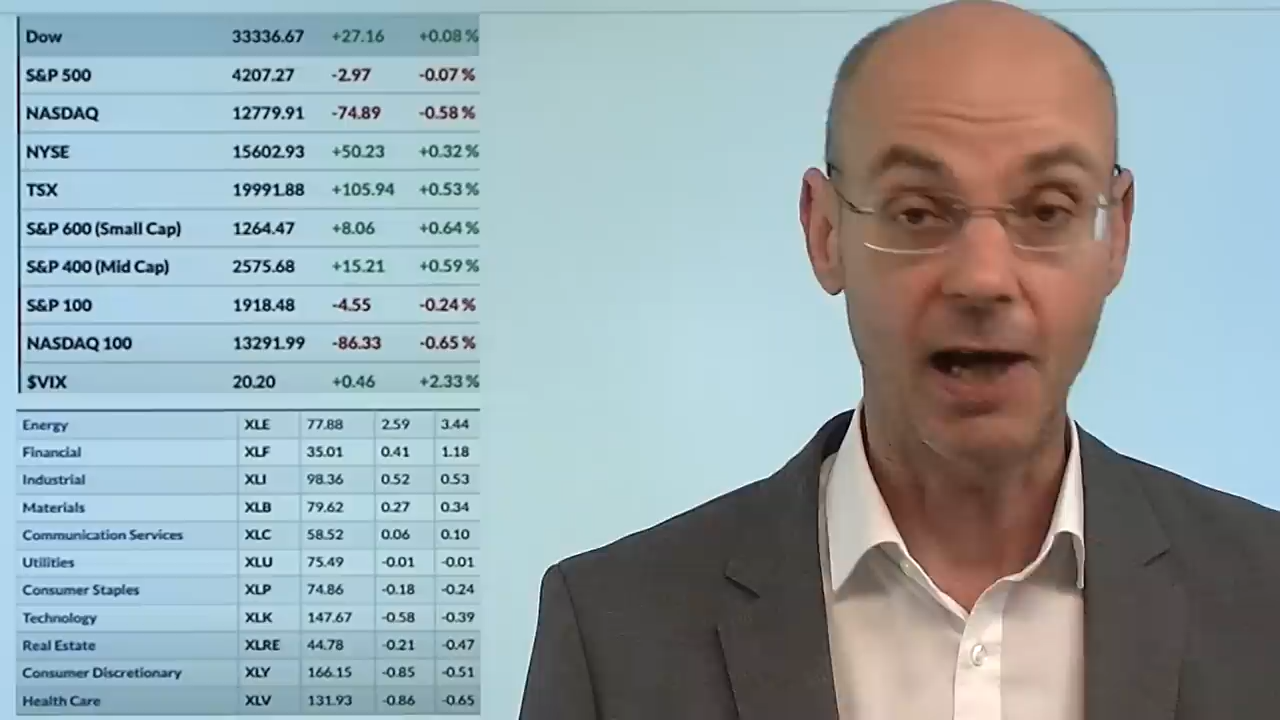 Dow 33336.67 +27.16 +0.08%
S&P 500 4207.27 -2.97 -0.07%
NASDAQ 12779.91 -74.89 -0.58%
NYSE 15602.93 +50.23 +0.32%
TSX 19991.88 +105.94 +0.53%
S&P 600 (Small Cap) 1264.47 +8.06 +0.64%
S&P 400 (Mid Cap) 2575.68 +15.21 +0.59%
S&P 100 1918.48 -4.55 -0.24%
NASDAQ 100 13291.99 -86.33 -0.65%
$VIX 20.20 +0.46 +2.33%
Energy XLE 77.88 2.59 3.44
Financial XLF 35.01 0.41 1.18
Industrial XLI 98.36 0.52 0.53
Materials XLB 79.62 0.27 0.34
Communication Services XLC 58.52 0.06 0.10
Utilities XLU 75.49 -0.01 -0.01
Consumer Staples XLP 74.86 -0.18 -0.24
Technology XLK 147.67 -0.58 -0.39
Real Estate XLRE 44.78 -0.21 -0.47
Consumer Discretionary XLY 166.15 -0.85 -0.51
Health Care XLV 131.93 -0.86 -0.65